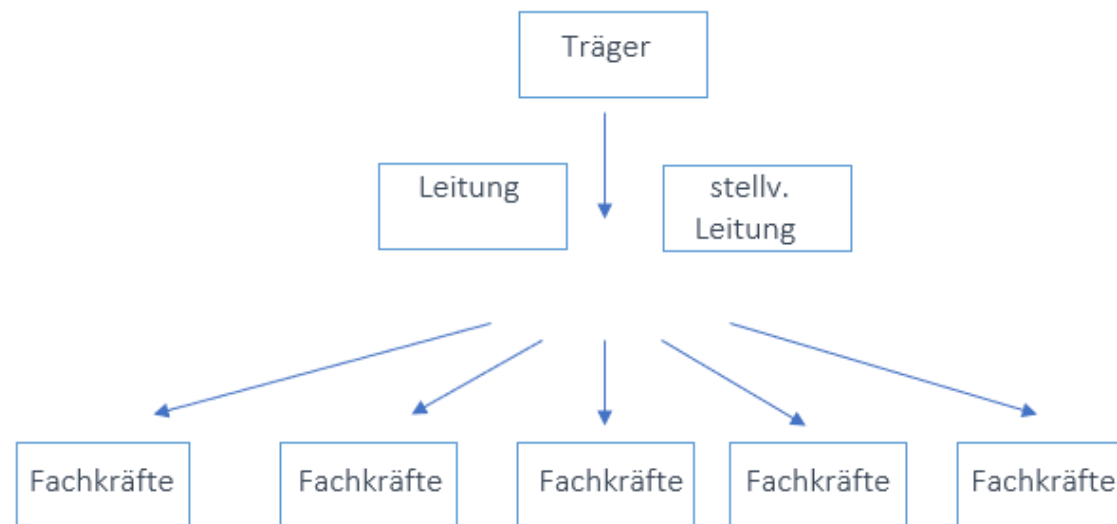 Träger
Leitung
stellv.
Leitung
Fachkräfte
Fachkräfte
Fachkräfte
Fachkräfte
Fachkräfte